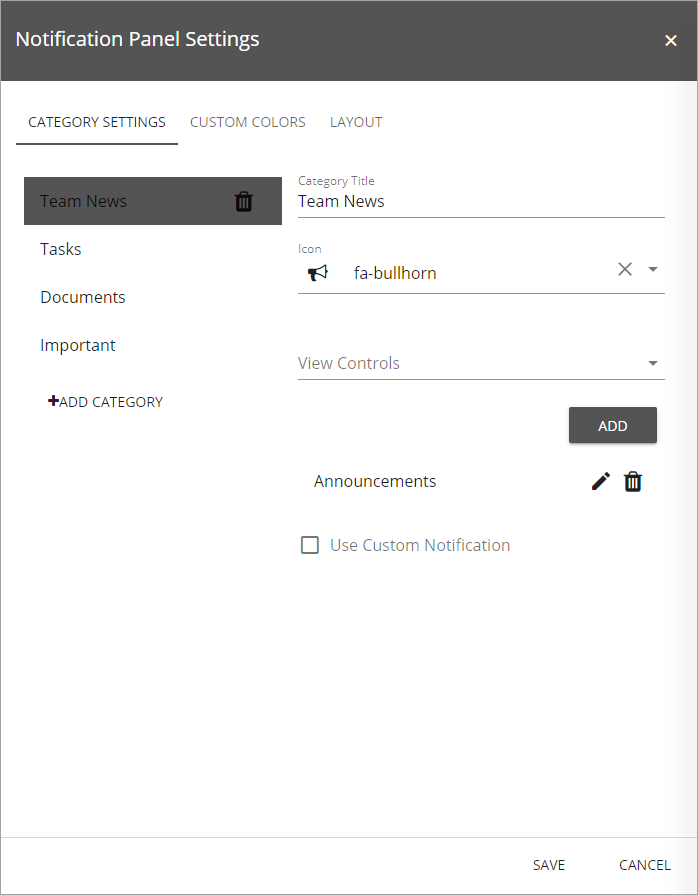 Notification Panel Settings
CATEGORY SETTINGS CUSTOM COLORS LAYOUT
Team News
Tasks
Documents
Important
ADD CATEGORY
Category Title
Team News
Icon
fa-bullhorn
View Controls
ADD
Announcements
Use Custom Notification
SAVE CANCEL